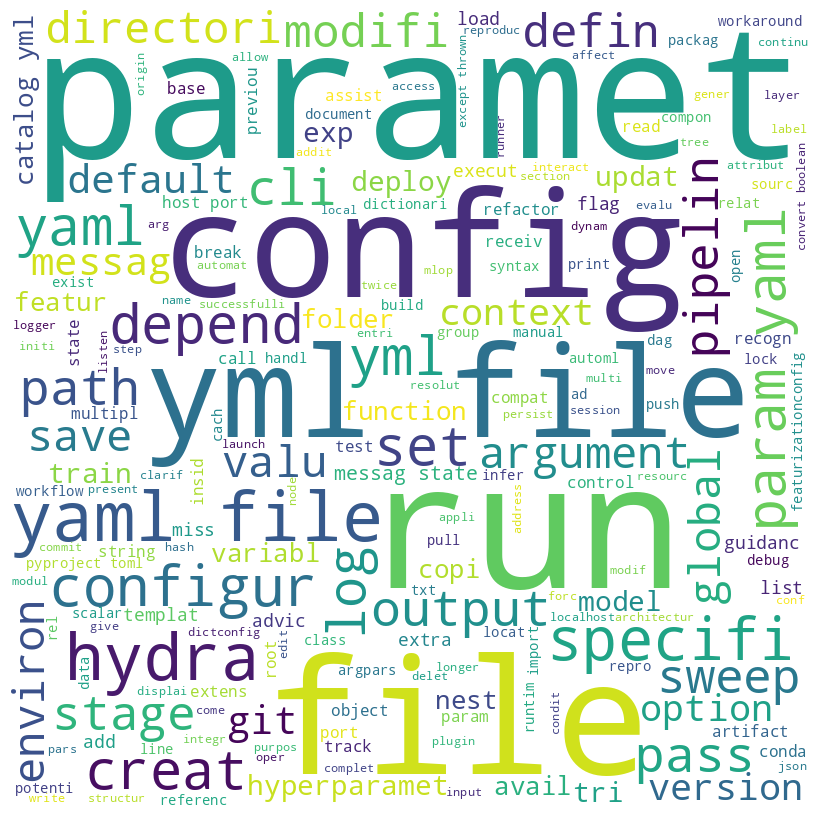 directori
modifi
load
reproduc
defin
workaround
packag
continu
catalog yml
paramet
origin
allow
base
previou
document
assist
exp
access
except thrown
affect
runner
addit
read
compon
gener
tree
layer
label
default
cli
deploy
execut
interact
section
updat
attribut
sourc
convert boolean
host port
local
dictionari
refactor
flag
dynam
evalu
relat
yaml
arg
config
receiv
messag
break
automat
syntax
print
mlop
pipelin
open
param yaml
exist
featur
name
successfulli
twice
build
context
depend
folder
entri
group
manual
dag
recogn
logger
state
listen
initi
step
call
handl
yml
resolut
automl
multi
move
lock
path
yml file
function
compat
persist
ad
session
push
featurizationconfig
multipl
cach
launch
save
valu
test
set
argument
train
clarif
insid
messag state
infer
control
resourc
global
workflow
present
node
yaml file
miss
run
address
appli
pull
guidanc
commit
hash
string
variabl
log
copi
modif
debug
pyproject toml
modul
configur
txt
forc
list
conf
output
model
environ
rel
scalar
templat
advic
give
edit
class
extra
locat
localhost
architectur
hydra
dictconfig
root
argpars
delet
longer
runtim
import
specifi
repro
data
displai
extens
file
nest
sweep
condit
stage
come
git
object
param
option
artifact
add
line
integr
port
track
plugin
pass
conda
pars
creat
purpos
oper
complet
json
potenti
write
structur
referenc
hyperparamet
input
avail
tri
version